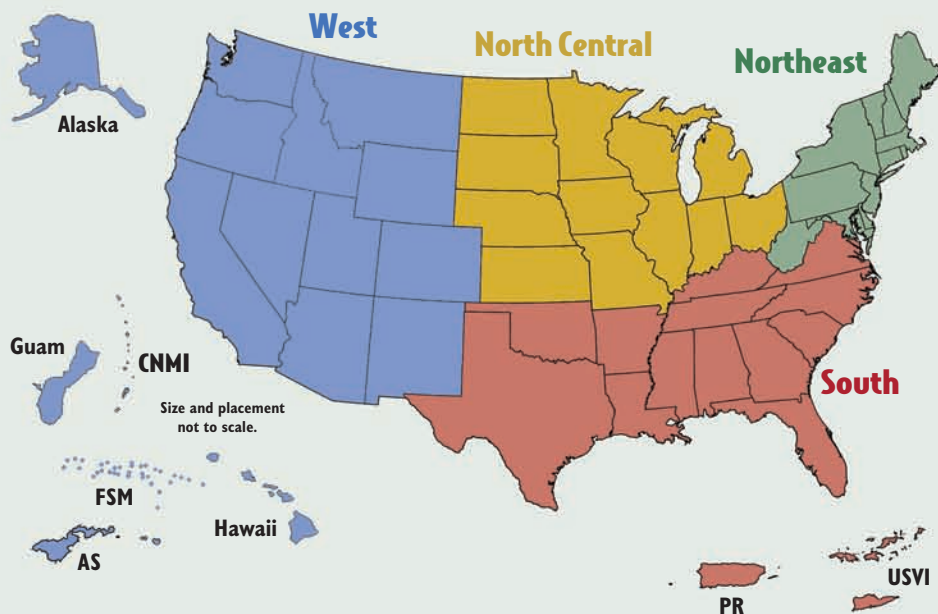 West
North Central
Northeast
Alaska
Guam
CNMI
South
Size and placement
not to scale.
FSM
Hawaii
AS
USVI
PR